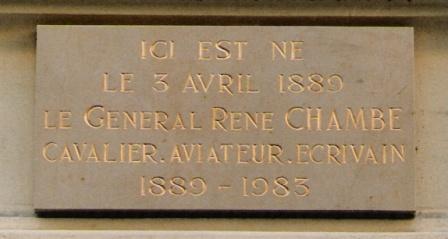 ICI EST NE
LE 3 AVRIL 1889
LE GENERAL RENE CHAMBE
CAVALIER. AVIATEUR. ECRIVAIN
1889 - 1983